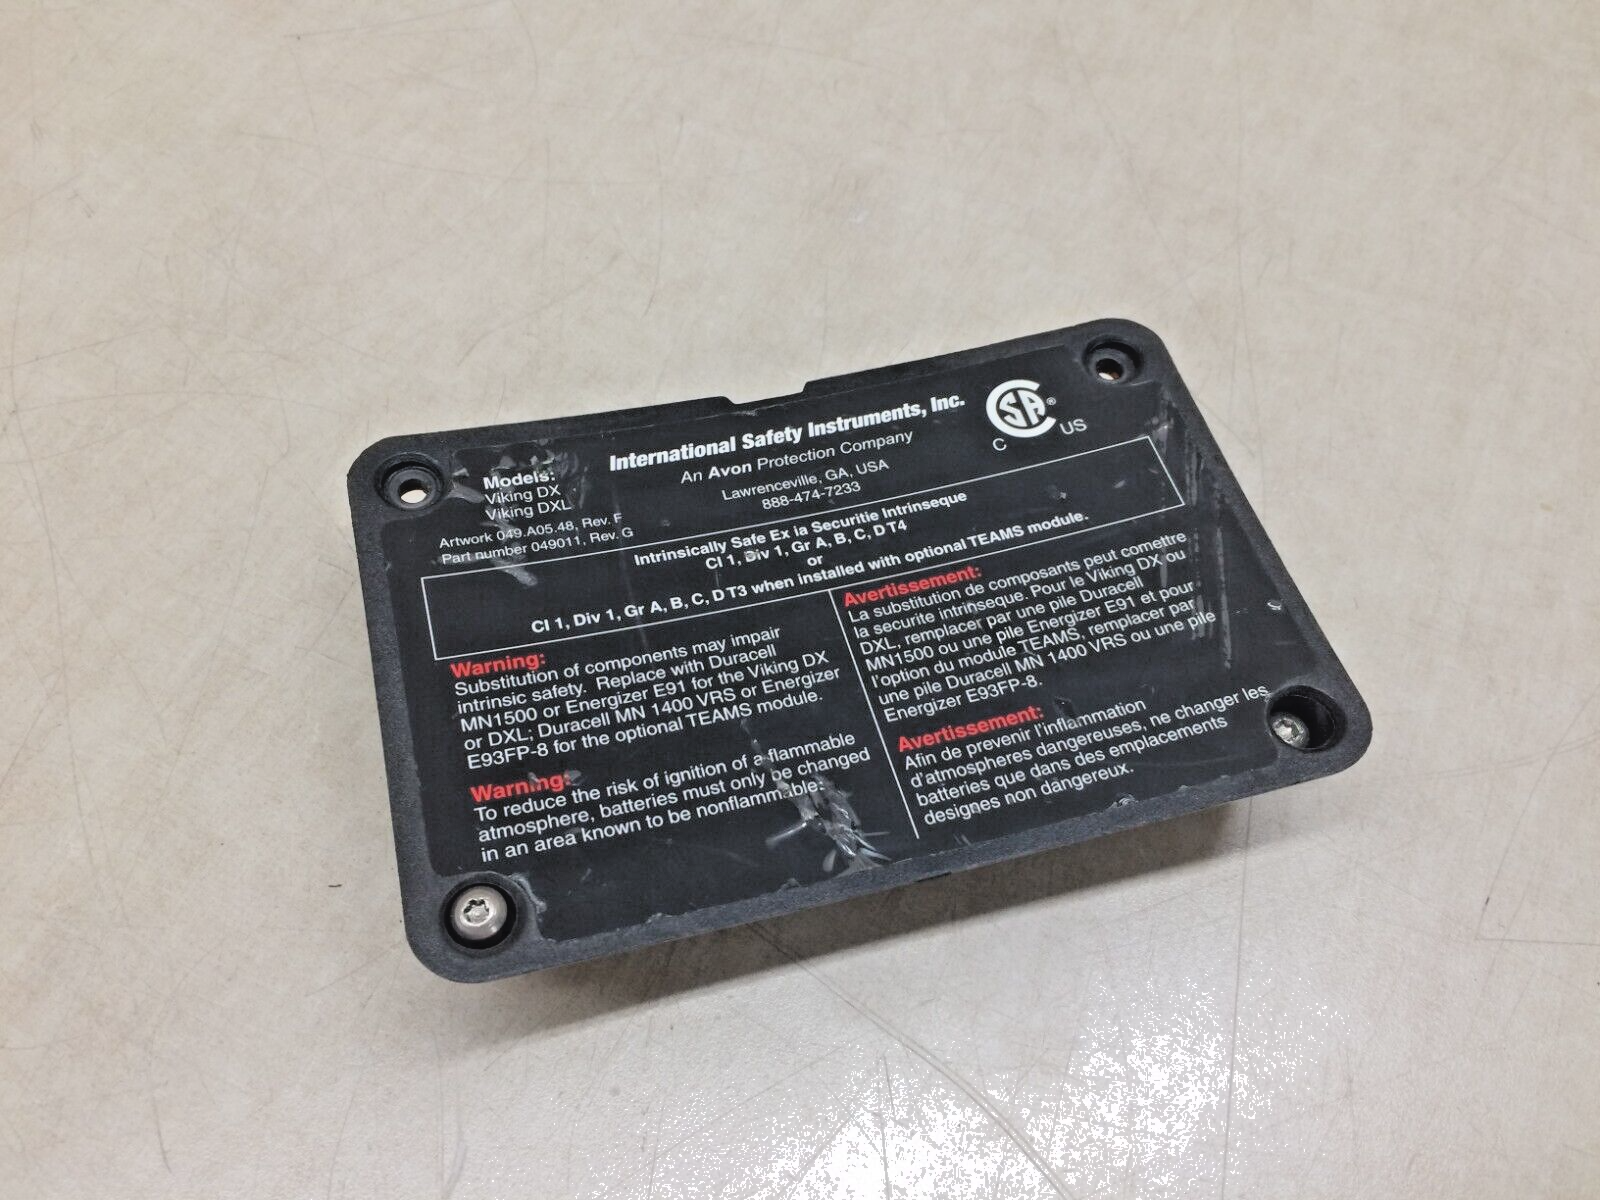 International Safety Instruments, Inc.
An Avon Protection Company
Lawrenceville, GA, USA
888-474-7233
CSA®
C US
Models:
Viking DX
Viking DXL
Artwork 049.A05.48, Rev. F
Part number 049011, Rev. G
Intrinsically Safe Ex ia Securitie Intrinseque
Cl 1, Div 1, Gr A, B, C, D T4
or
Cl 1, Div 1, Gr A, B, C, D T3 when installed with optional TEAMS module.
Warning:
Substitution of components may impair
intrinsic safety. Replace with Duracell
MN1500 or Energizer E91 for the Viking DX
or DXL; Duracell MN 1400 VRS or Energizer
E93FP-8 for the optional TEAMS module.
Warning:
To reduce the risk of ignition of a flammable
atmosphere, batteries must only be changed
in an area known to be nonflammable.
Avertissement:
La substitution de composants peut comettre
la securite intrinseque. Pour le Viking DX ou
DXL, remplacer par une pile Duracell
MN1500 ou une pile Energizer E91 et pour
l'option du module TEAMS, remplacer par
une pile Duracell MN 1400 VRS ou une pile
Energizer E93FP-8.
Avertissement:
Afin de prevenir l'inflammation
d'atmospheres dangereuses, ne changer les
batteries que dans des emplacements
designes non dangereux.